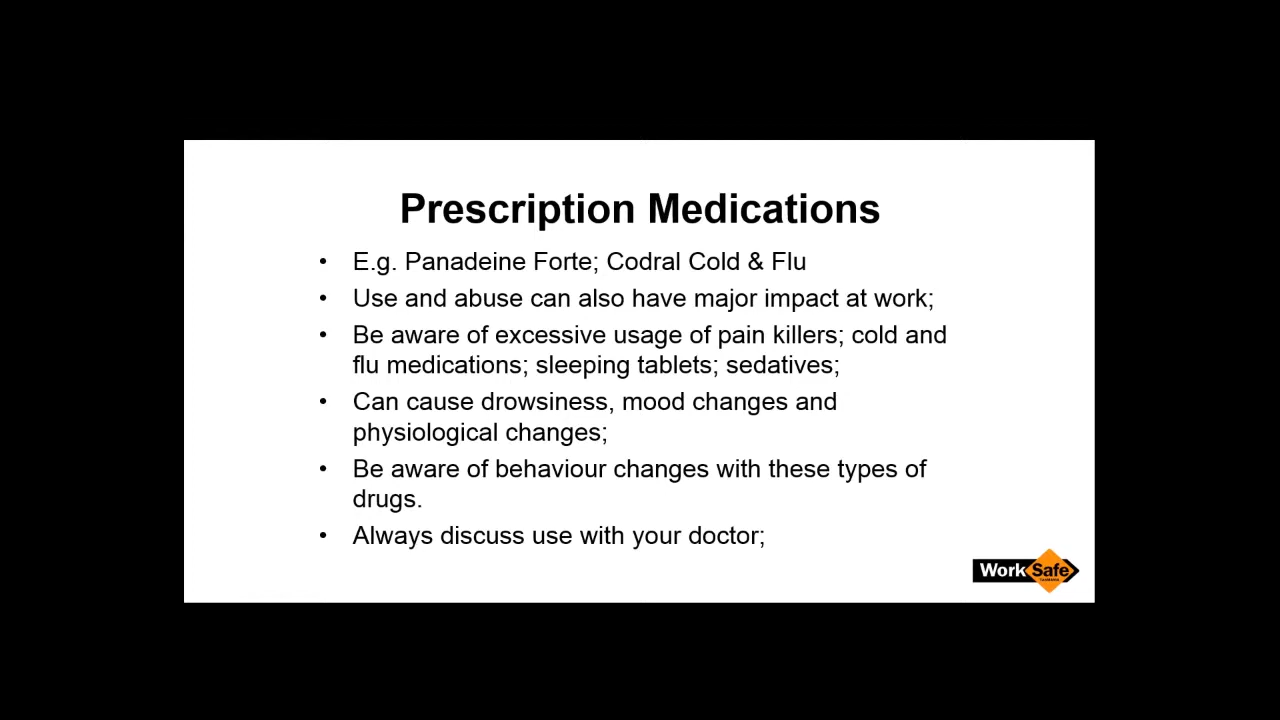 Prescription Medications
• E.g. Panadeine Forte; Codral Cold & Flu
• Use and abuse can also have major impact at work;
• Be aware of excessive usage of pain killers; cold and
flu medications; sleeping tablets; sedatives;
• Can cause drowsiness, mood changes and
physiological changes;
• Be aware of behaviour changes with these types of
drugs.
• Always discuss use with your doctor;
WorkSafe
TASMANIA